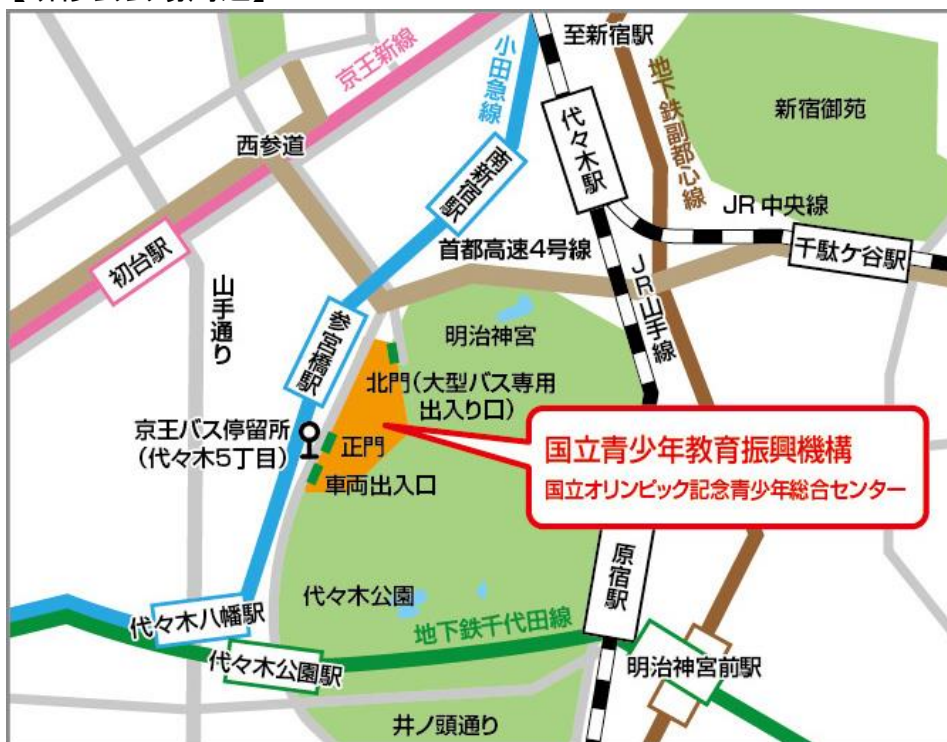 至新宿駅
京王新線
小田急線
地下鉄副都心線
新宿御苑
代々木駅
西参道
南新宿駅
JR中央線
首都高速4号線
千駄ケ谷駅
初台駅
山手通り
JR山手線
参宮橋駅
明治神宮
北門(大型バス専用
出入り口)
京王バス停留所
(代々木5丁目)
正門
車両出入口
国立青少年教育振興機構
国立オリンピック記念青少年総合センター
原宿駅
代々木公園
代々木八幡駅
地下鉄千代田線
代々木公園駅
明治神宮前駅
井ノ頭通り